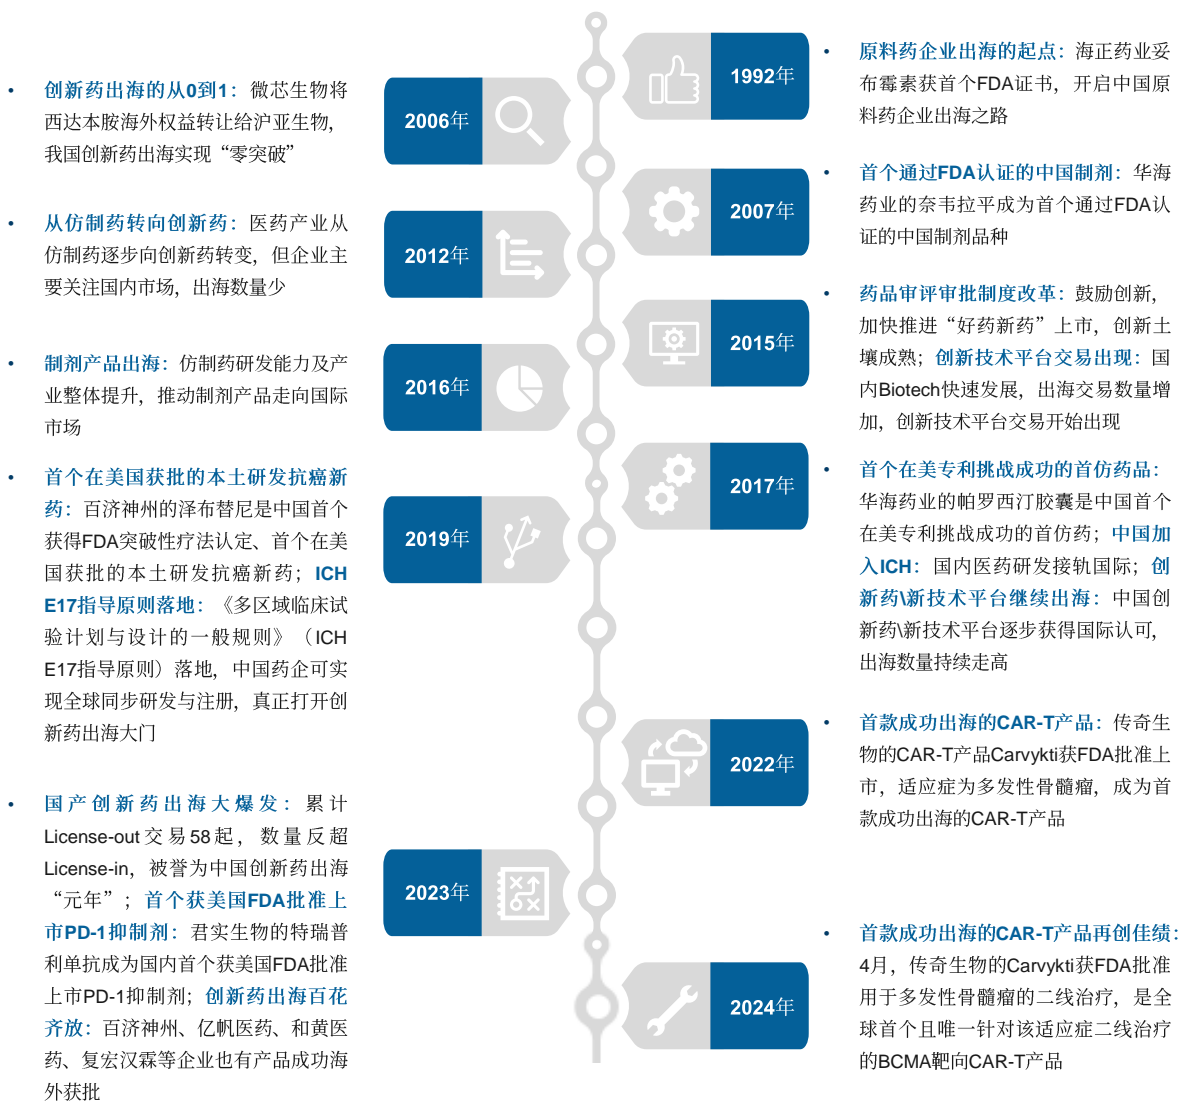 1992年
原料药企业出海的起点：海正药业妥
布霉素获首个FDA证书，开启中国原
料药企业出海之路
2006年
创新药出海的从0到1：微芯生物将
西达本胺海外权益转让给沪亚生物，
我国创新药出海实现“零突破”
2007年
首个通过FDA认证的中国制剂：华海
药业的奈韦拉平成为首个通过FDA认
证的中国制剂品种
2012年
从仿制药转向创新药：医药产业从
仿制药逐步向创新药转变，但企业主
要关注国内市场，出海数量少
2015年
药品审评审批制度改革：鼓励创新，
加快推进“好药新药”上市，创新土
壤成熟；创新技术平台交易出现：国
内Biotech快速发展，出海交易数量增
加，创新技术平台交易开始出现
2016年
制剂产品出海：仿制药研发能力及产
业整体提升，推动制剂产品走向国际
市场
2017年
首个在美专利挑战成功的首仿药品：
华海药业的帕罗西汀胶囊是中国首个
在美专利挑战成功的首仿药；中国加
入ICH：国内医药研发接轨国际；创
新药\新技术平台继续出海：中国创
新药\新技术平台逐步获得国际认可，
出海数量持续走高
2019年
首个在美国获批的本土研发抗癌新
药：百济神州的泽布替尼是中国首个
获得FDA突破性疗法认定、首个在美
国获批的本土研发抗癌新药；ICH
E17指导原则落地：《多区域临床试
验计划与设计的一般规则》（ICH
E17指导原则）落地，中国药企可实
现全球同步研发与注册，真正打开创
新药出海大门
2022年
首款成功出海的CAR-T产品：传奇生
物的CAR-T产品Carvykti获FDA批准上
市，适应症为多发性骨髓瘤，成为首
款成功出海的CAR-T产品
2023年
国产创新药出海大爆发：累计
License-out交易58起，数量反超
License-in，被誉为中国创新药出海
“元年”；首个获美国FDA批准上
市PD-1抑制剂：君实生物的特瑞普
利单抗成为国内首个获美国FDA批准
上市PD-1抑制剂；创新药出海百花
齐放：百济神州、亿帆医药、和黄医
药、复宏汉霖等企业也有产品成功海
外获批
2024年
首款成功出海的CAR-T产品再创佳绩：
4月，传奇生物的Carvykti获FDA批准
用于多发性骨髓瘤的二线治疗，是全
球首个且唯一针对该适应症二线治疗
的BCMA靶向CAR-T产品